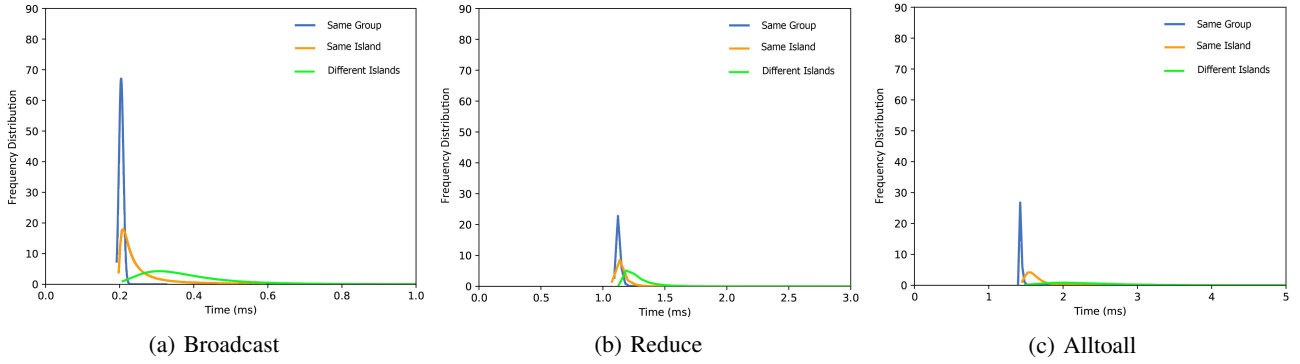 90
80
70
60
50
40
30
20
10
0
Frequency Distribution
0.0 0.2 0.4 0.6 0.8 1.0
Time (ms)
Same Group
Same Island
Different Islands
(a) Broadcast
90
80
70
60
50
40
30
20
10
0
Frequency Distribution
0.0 0.5 1.0 1.5 2.0 2.5 3.0
Time (ms)
Same Group
Same Island
Different Islands
(b) Reduce
90
80
70
60
50
40
30
20
10
0
Frequency Distribution
0 1 2 3 4 5
Time (ms)
Same Group
Same Island
Different Islands
(c) Alltoall